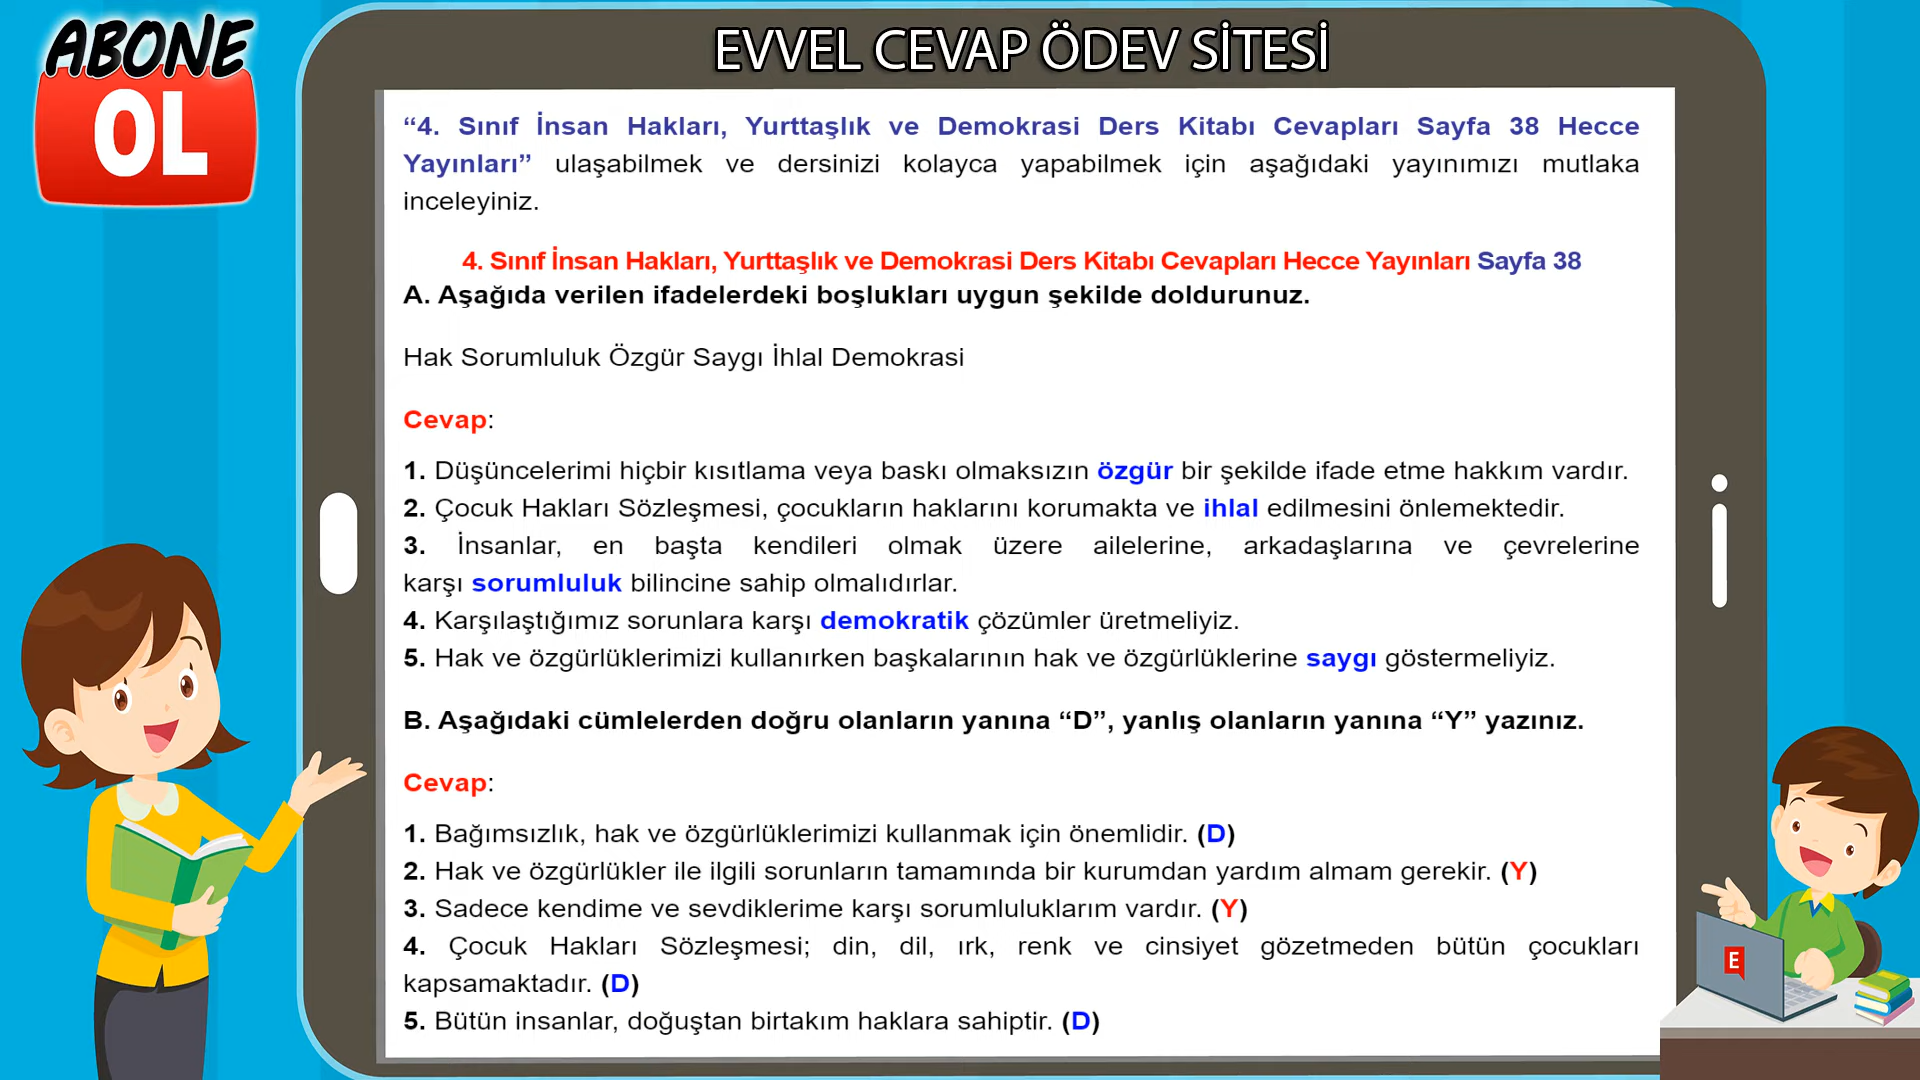 ABONE
OL
EVVEL CEVAP ÖDEV SİTESİ
“4. Sınıf İnsan Hakları, Yurttaşlık ve Demokrasi Ders Kitabı Cevapları Sayfa 38 Hecce
Yayınları” ulaşabilmek ve dersinizi kolayca yapabilmek için aşağıdaki yayınımızı mutlaka
inceleyiniz.
4. Sınıf İnsan Hakları, Yurttaşlık ve Demokrasi Ders Kitabı Cevapları Hecce Yayınları Sayfa 38
A. Aşağıda verilen ifadelerdeki boşlukları uygun şekilde doldurunuz.
Hak Sorumluluk Özgür Saygı İhlal Demokrasi
Cevap:
1. Düşüncelerimi hiçbir kısıtlama veya baskı olmaksızın özgür bir şekilde ifade etme hakkım vardır.
2. Çocuk Hakları Sözleşmesi, çocukların haklarını korumakta ve ihlal edilmesini önlemektedir.
3. İnsanlar, en başta kendileri olmak üzere ailelerine, arkadaşlarına ve çevrelerine
karşı sorumluluk bilincine sahip olmalıdırlar.
4. Karşılaştığımız sorunlara karşı demokratik çözümler üretmeliyiz.
5. Hak ve özgürlüklerimizi kullanırken başkalarının hak ve özgürlüklerine saygı göstermeliyiz.
B. Aşağıdaki cümlelerden doğru olanların yanına “D”, yanlış olanların yanına “Y” yazınız.
Cevap:
1. Bağımsızlık, hak ve özgürlüklerimizi kullanmak için önemlidir. (D)
2. Hak ve özgürlükler ile ilgili sorunların tamamında bir kurumdan yardım almam gerekir. (Y)
3. Sadece kendime ve sevdiklerime karşı sorumluluklarım vardır. (Y)
4. Çocuk Hakları Sözleşmesi; din, dil, ırk, renk ve cinsiyet gözetmeden bütün çocukları
kapsamaktadır. (D)
5. Bütün insanlar, doğuştan birtakım haklara sahiptir. (D)
E